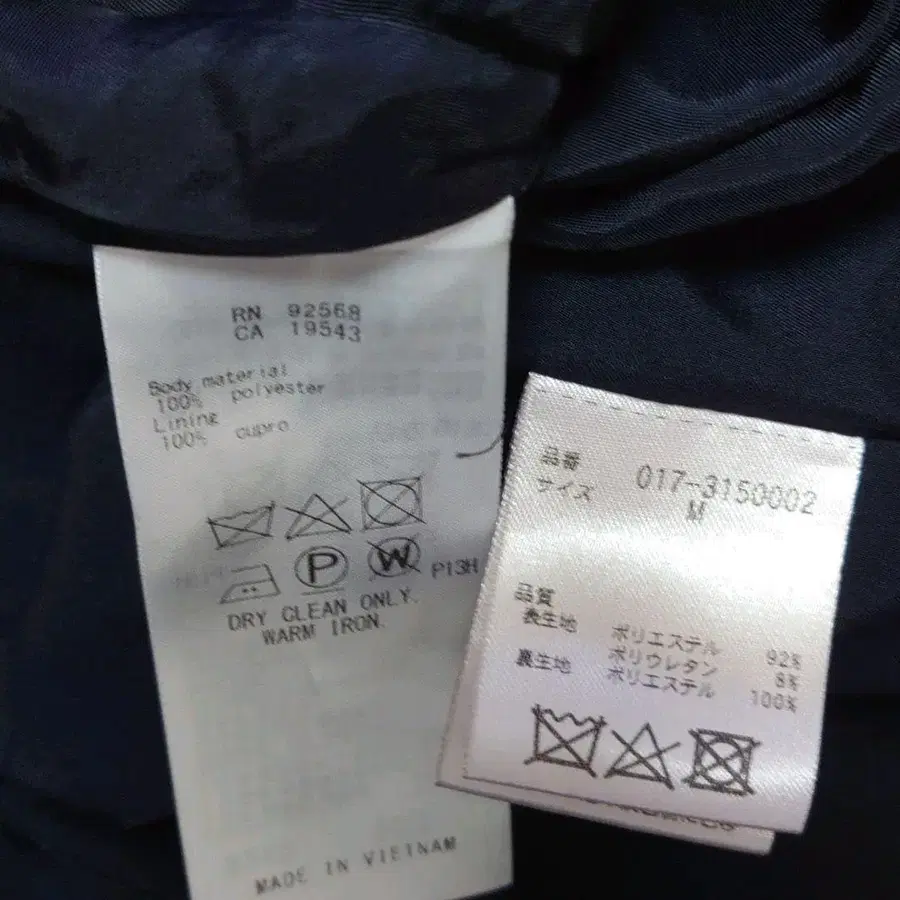 RN 92568
CA 19543
Body material
100% polyester
Lining
100% cupro
P
W
P13H
DRY CLEAN ONLY.
WARM IRON.
MADE IN VIETNAM
品番 017-3150002
サイズ M
品質
表生地 ポリエステル 92%
ポリウレタン 8%
裏生地 ポリエステル 100%